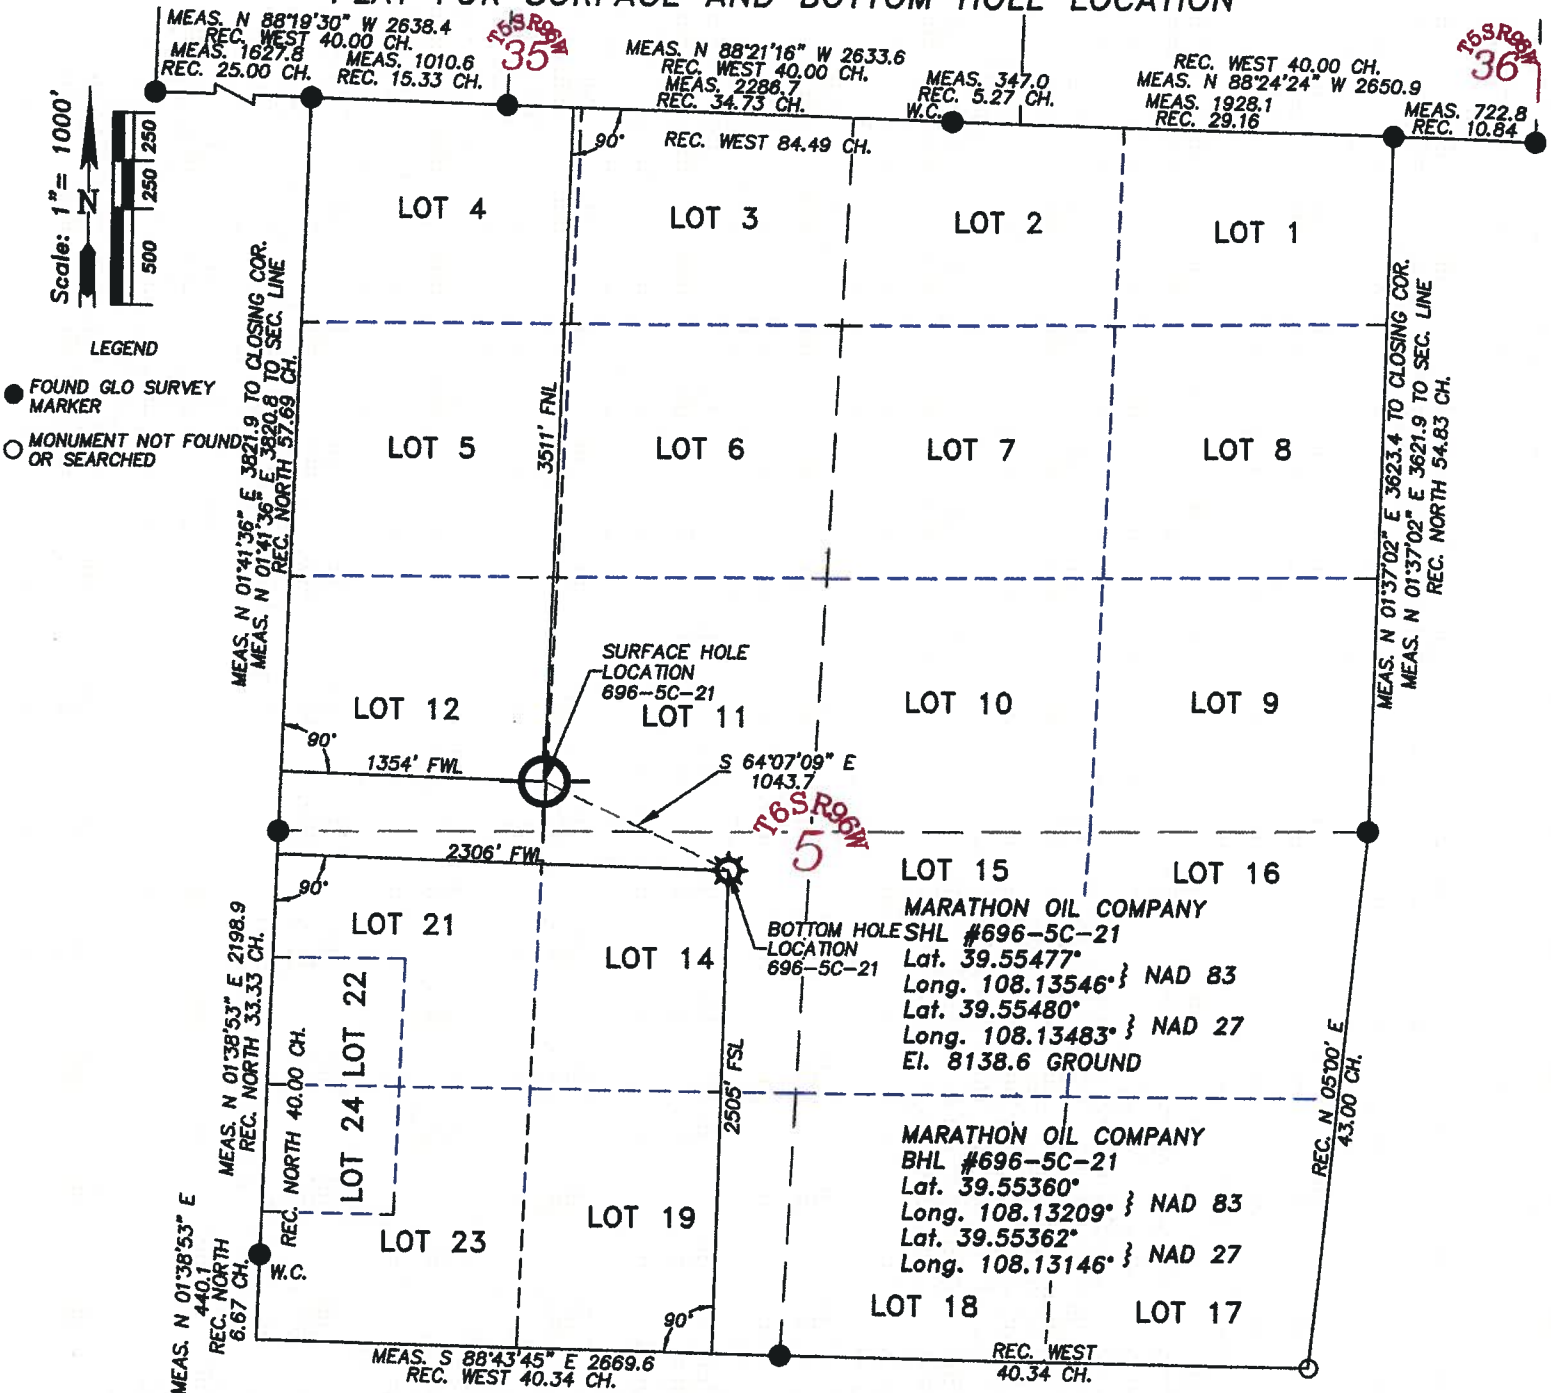 PLAT FOR SURFACE AND BOTTOM HOLE LOCATION
MEAS. N 88°19'30" W 2638.4
REC. WEST 40.00 CH.
MEAS. 1627.8
REC. 25.00 CH.
MEAS. 1010.6
REC. 15.33 CH.
T5SR96W
35
MEAS. N 88°21'16" W 2633.6
REC. WEST 40.00 CH.
MEAS. 2286.7
REC. 34.73 CH.
MEAS. 347.0
REC. 5.27 CH.
W.C.
REC. WEST 40.00 CH.
MEAS. N 88°24'24" W 2650.9
MEAS. 1928.1
REC. 29.16
T5SR96W
36
MEAS. 722.8
REC. 10.84
90°
REC. WEST 84.49 CH.
Scale: 1"= 1000'
N
250
250
500
LEGEND
FOUND GLO SURVEY
MARKER
MONUMENT NOT FOUND
OR SEARCHED
LOT 4
LOT 3
LOT 2
LOT 1
MEAS. N 01°41'36" E 3821.9 TO CLOSING COR.
MEAS. N 01°41'36" E 3820.8 TO SEC. LINE
REC. NORTH 57.69 CH.
3511' FNL
MEAS. N 01°37'02" E 3623.4 TO CLOSING COR.
MEAS. N 01°37'02" E 3621.9 TO SEC. LINE
REC. NORTH 54.83 CH.
LOT 5
LOT 6
LOT 7
LOT 8
SURFACE HOLE
LOCATION
696-5C-21
LOT 12
LOT 11
LOT 10
LOT 9
90°
1354' FWL
S 64°07'09" E
1043.7
T6SR96W
5
2306' FWL
90°
LOT 15
LOT 16
LOT 21
LOT 14
BOTTOM HOLE
LOCATION
696-5C-21
MARATHON OIL COMPANY
SHL #696-5C-21
Lat. 39.55477°
Long. 108.13546° } NAD 83
Lat. 39.55480°
Long. 108.13483° } NAD 27
El. 8138.6 GROUND
MEAS. N 01°38'53" E 2198.9
REC. NORTH 33.33 CH.
REC. NORTH 40.00 CH.
LOT 22
LOT 24
2505' FSL
REC. N 05°00' E
43.00 CH.
MARATHON OIL COMPANY
BHL #696-5C-21
Lat. 39.55360°
Long. 108.13209° } NAD 83
Lat. 39.55362°
Long. 108.13146° } NAD 27
LOT 23
LOT 19
LOT 18
LOT 17
W.C.
MEAS. N 01°38'53" E
440.1
REC. NORTH
6.67 CH.
90°
MEAS. S 88°43'45" E 2669.6
REC. WEST 40.34 CH.
REC. WEST
40.34 CH.